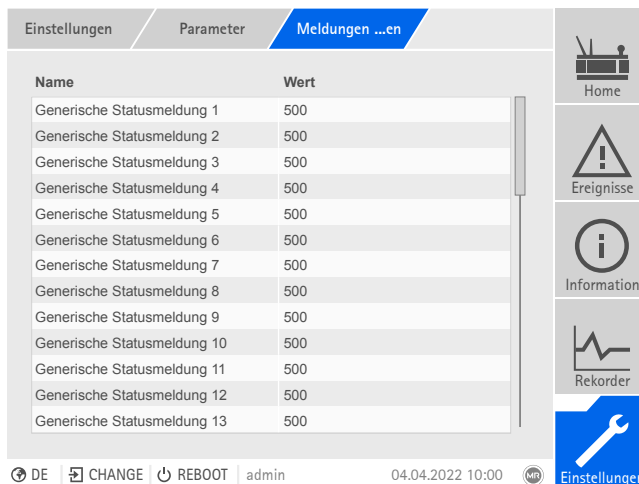 Einstellungen Parameter Meldungen ...en
Name Wert
Generische Statusmeldung 1 500
Generische Statusmeldung 2 500
Generische Statusmeldung 3 500
Generische Statusmeldung 4 500
Generische Statusmeldung 5 500
Generische Statusmeldung 6 500
Generische Statusmeldung 7 500
Generische Statusmeldung 8 500
Generische Statusmeldung 9 500
Generische Statusmeldung 10 500
Generische Statusmeldung 11 500
Generische Statusmeldung 12 500
Generische Statusmeldung 13 500
Home
Ereignisse
Information
Rekorder
Einstellungen
DE CHANGE REBOOT admin 04.04.2022 10:00 MR